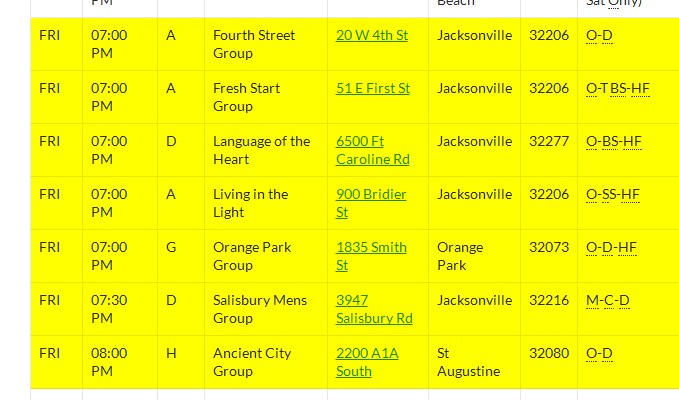 PM Beach Sat Only)
FRI 07:00 A Fourth Street 20 W 4th St Jacksonville 32206 O-D
PM Group
FRI 07:00 A Fresh Start 51 E First St Jacksonville 32206 O-TBS-HF
PM Group
FRI 07:00 D Language of the 6500 Ft Jacksonville 32277 O-BS-HF
PM Heart Caroline Rd
FRI 07:00 A Living in the 900 Bridier Jacksonville 32206 O-SS-HF
PM Light St
FRI 07:00 G Orange Park 1835 Smith Orange 32073 O-D-HF
PM Group St Park
FRI 07:30 D Salisbury Mens 3947 Jacksonville 32216 M-C-D
PM Group Salisbury Rd
FRI 08:00 H Ancient City 2200 A1A St 32080 O-D
PM Group South Augustine